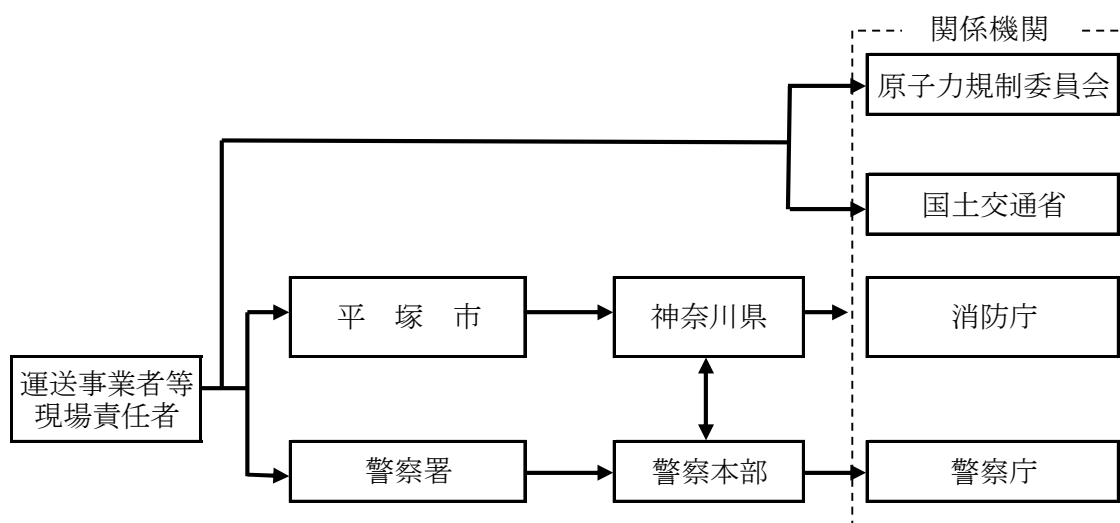 関係機関
原子力規制委員会
国土交通省
平　塚　市
神奈川県
消防庁
運送事業者等
現場責任者
警察署
警察本部
警察庁